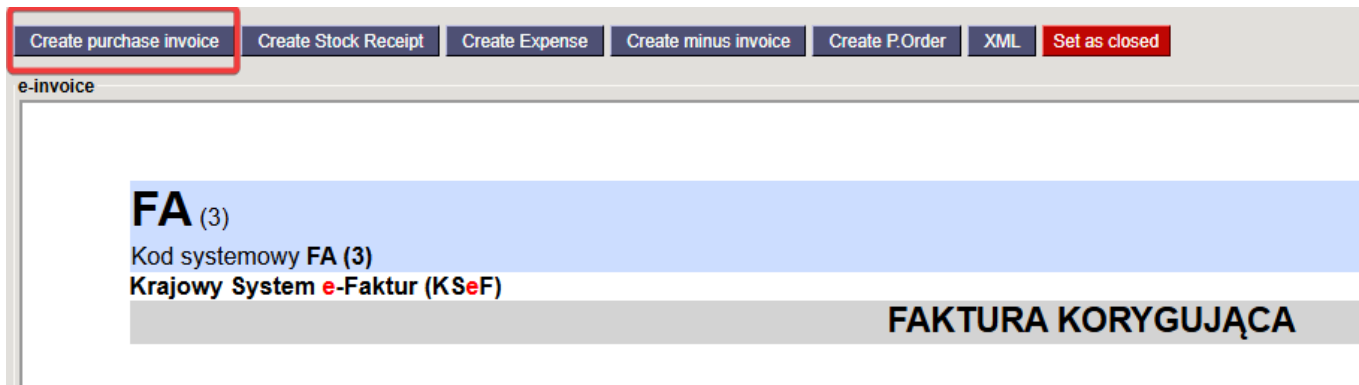 Create purchase invoice Create Stock Receipt Create Expense Create minus invoice Create P.Order XML Set as closed
e-invoice
FA (3)
Kod systemowy FA (3)
Krajowy System e-Faktur (KSeF)
FAKTURA KORYGUJĄCA